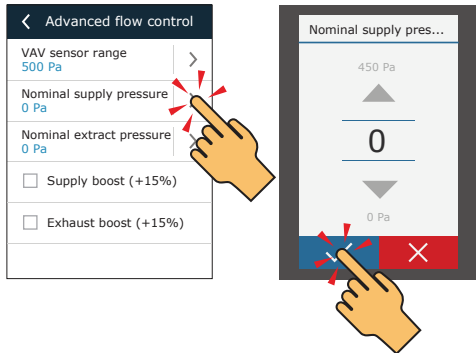 Advanced flow control
VAV sensor range
500 Pa
Nominal supply pressure
0 Pa
Nominal extract pressure
0 Pa
Supply boost (+15%)
Exhaust boost (+15%)
Nominal supply pres...
450 Pa
0
0 Pa